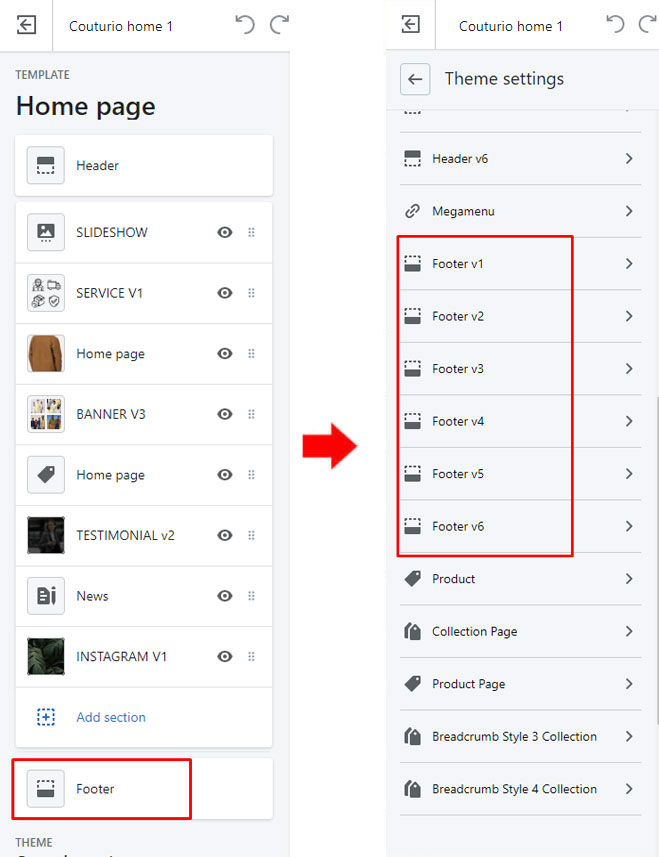 Couturio home 1
TEMPLATE
Home page
Header
SLIDESHOW
SERVICE V1
Home page
BANNER V3
Home page
TESTIMONIAL v2
News
INSTAGRAM V1
Add section
Footer
THEME
Couturio home 1
Theme settings
Header v6
Megamenu
Footer v1
Footer v2
Footer v3
Footer v4
Footer v5
Footer v6
Product
Collection Page
Product Page
Breadcrumb Style 3 Collection
Breadcrumb Style 4 Collection